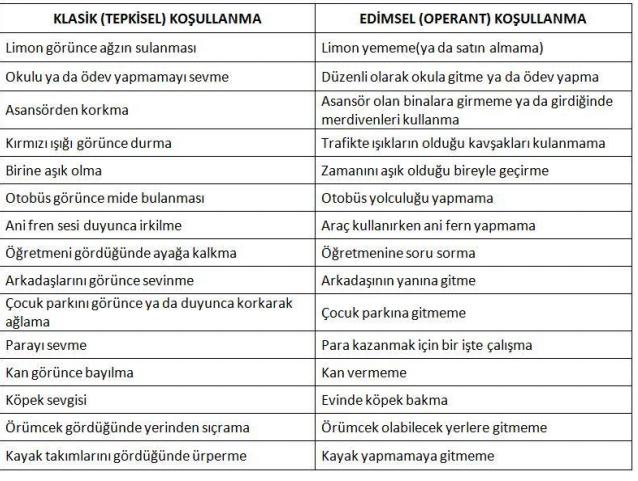 KLASİK (TEPKİSEL) KOŞULLANMA EDİMSEL (OPERANT) KOŞULLANMA
Limon görünce ağzın sulanması Limon yememe(ya da satın almama)
Okulu ya da ödev yapmamayı sevme Düzenli olarak okula gitme ya da ödev yapma
Asansörden korkma Asansör olan binalara girmeme ya da girdiğinde
merdivenleri kullanma
Kırmızı ışığı görünce durma Trafikte ışıkların olduğu kavşakları kulanmama
Birine aşık olma Zamanını aşık olduğu bireyle geçirme
Otobüs görünce mide bulanması Otobüs yolculuğu yapmama
Ani fren sesi duyunca irkilme Araç kullanırken ani fern yapmama
Öğretmeni gördüğünde ayağa kalkma Öğretmenine soru sorma
Arkadaşlarını görünce sevinme Arkadaşının yanına gitme
Çocuk parkını görünce ya da duyunca korkarak
ağlama Çocuk parkına gitmeme
Parayı sevme Para kazanmak için bir işte çalışma
Kan görünce bayılma Kan vermeme
Köpek sevgisi Evinde köpek bakma
Örümcek gördüğünde yerinden sıçrama Örümcek olabilecek yerlere gitmeme
Kayak takımlarını gördüğünde ürperme Kayak yapmamaya gitmeme